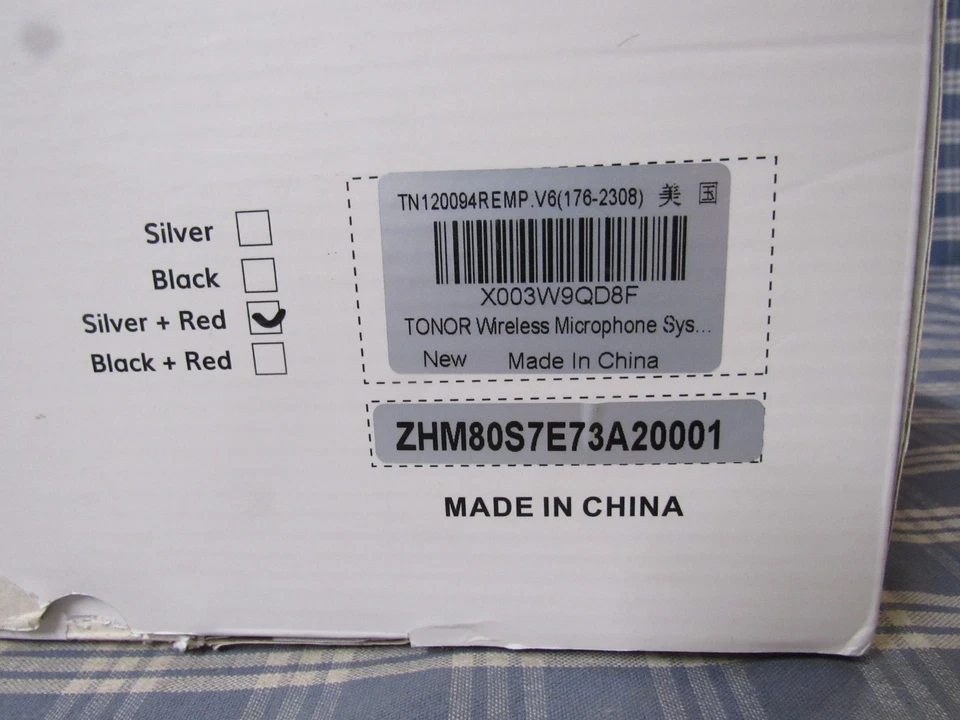 Silver
Black
Silver + Red
Black + Red
TN120094REMP.V6(176-2308) 美 国
X003W9QD8F
TONOR Wireless Microphone Sys...
New Made In China
ZHM80S7E73A20001
MADE IN CHINA